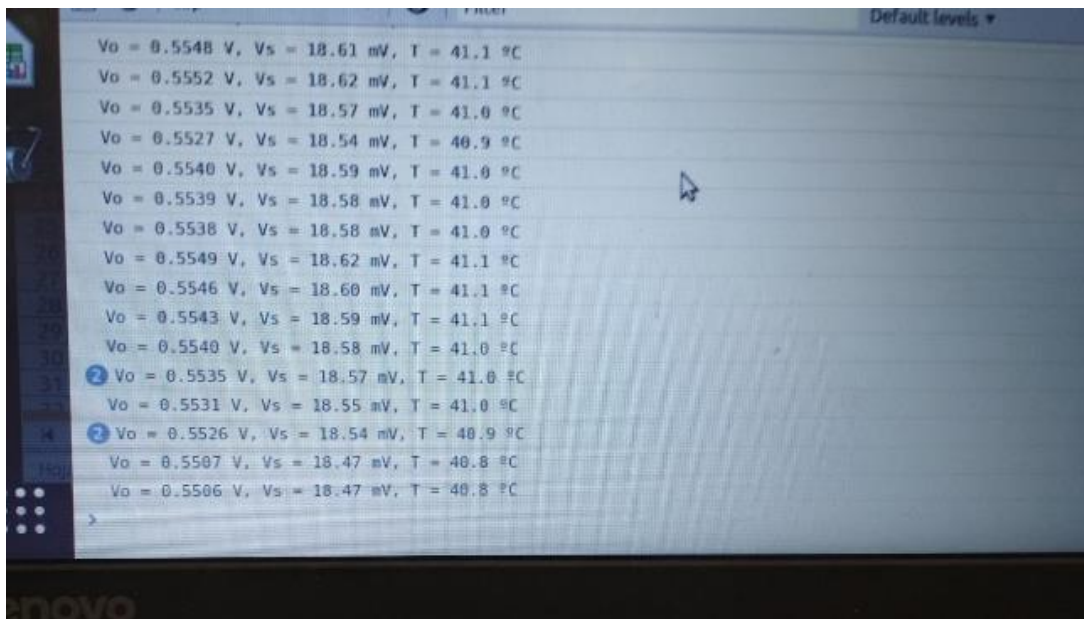 Filter
Default levels ▼
Vo = 0.5548 V, Vs = 18.61 mV, T = 41.1 ºC
Vo = 0.5552 V, Vs = 18.62 mV, T = 41.1 ºC
Vo = 0.5535 V, Vs = 18.57 mV, T = 41.0 ºC
Vo = 0.5527 V, Vs = 18.54 mV, T = 40.9 ºC
Vo = 0.5540 V, Vs = 18.59 mV, T = 41.0 ºC
Vo = 0.5539 V, Vs = 18.58 mV, T = 41.0 ºC
Vo = 0.5538 V, Vs = 18.58 mV, T = 41.0 ºC
Vo = 0.5549 V, Vs = 18.62 mV, T = 41.1 ºC
Vo = 0.5546 V, Vs = 18.60 mV, T = 41.1 ºC
Vo = 0.5543 V, Vs = 18.59 mV, T = 41.1 ºC
Vo = 0.5540 V, Vs = 18.58 mV, T = 41.0 ºC
2 Vo = 0.5535 V, Vs = 18.57 mV, T = 41.0 ºC
Vo = 0.5531 V, Vs = 18.55 mV, T = 41.0 ºC
2 Vo = 0.5526 V, Vs = 18.54 mV, T = 40.9 ºC
Vo = 0.5507 V, Vs = 18.47 mV, T = 40.8 ºC
Vo = 0.5506 V, Vs = 18.47 mV, T = 40.8 ºC
>
27
28
29
30
31
Hoj
enovo